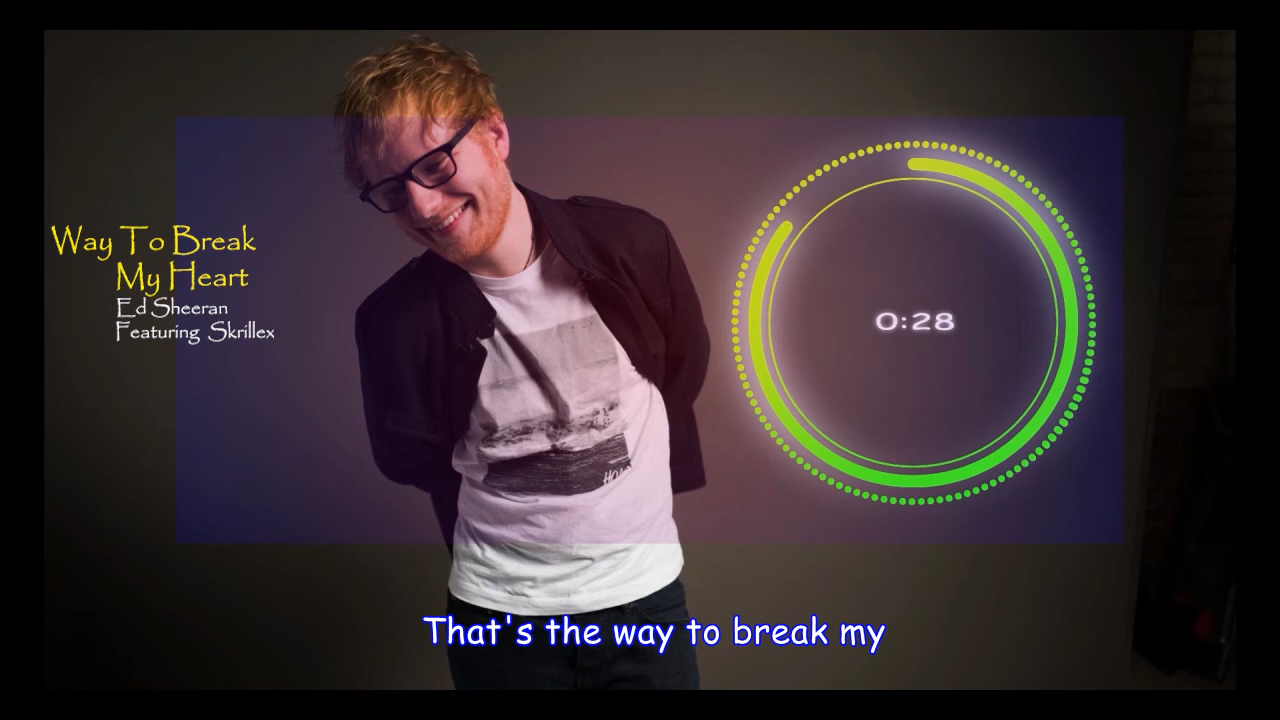 Way To Break
My Heart
Ed Sheeran
Featuring Skrillex
0:28
That's the way to break my